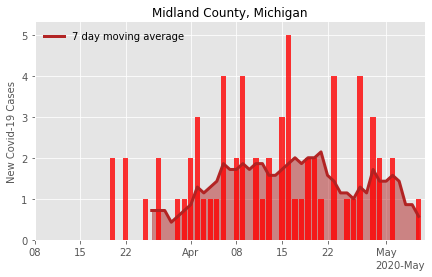 Midland County, Michigan
7 day moving average
New Covid-19 Cases
5
4
3
2
1
0
08 15 22 Apr 08 15 22 May
2020-May